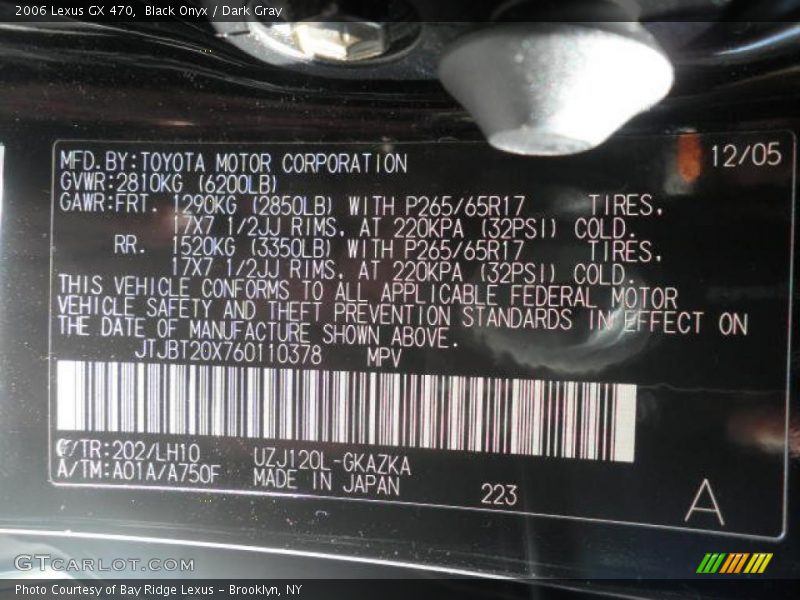 2006 Lexus GX 470, Black Onyx / Dark Gray
12/05
MFD.BY:TOYOTA MOTOR CORPORATION
GVWR:2810KG (6200LB)
GAWR:FRT. 1290KG (2850LB) WITH P265/65R17 TIRES,
17X7 1/2JJ RIMS, AT 220KPA (32PSI) COLD.
RR. 1520KG (3350LB) WITH P265/65R17 TIRES,
17X7 1/2JJ RIMS, AT 220KPA (32PSI) COLD.
THIS VEHICLE CONFORMS TO ALL APPLICABLE FEDERAL MOTOR
VEHICLE SAFETY AND THEFT PREVENTION STANDARDS IN EFFECT ON
THE DATE OF MANUFACTURE SHOWN ABOVE.
JTJBT20X760110378 MPV
C/TR:202/LH10 UZJ120L-GKAZKA
A/TM:A01A/A750F MADE IN JAPAN
223
A
GTCARLOT.COM
Photo Courtesy of Bay Ridge Lexus - Brooklyn, NY